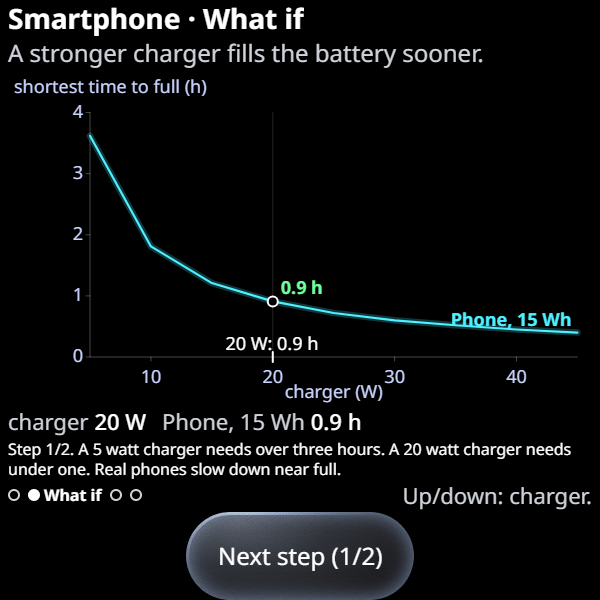 Smartphone · What if
A stronger charger fills the battery sooner.
shortest time to full (h)
4
3
2
1
0
0.9 h
Phone, 15 Wh
20 W: 0.9 h
10 20 30 40
charger (W)
charger 20 W Phone, 15 Wh 0.9 h
Step 1/2. A 5 watt charger needs over three hours. A 20 watt charger needs
under one. Real phones slow down near full.
What if
Up/down: charger.
Next step (1/2)